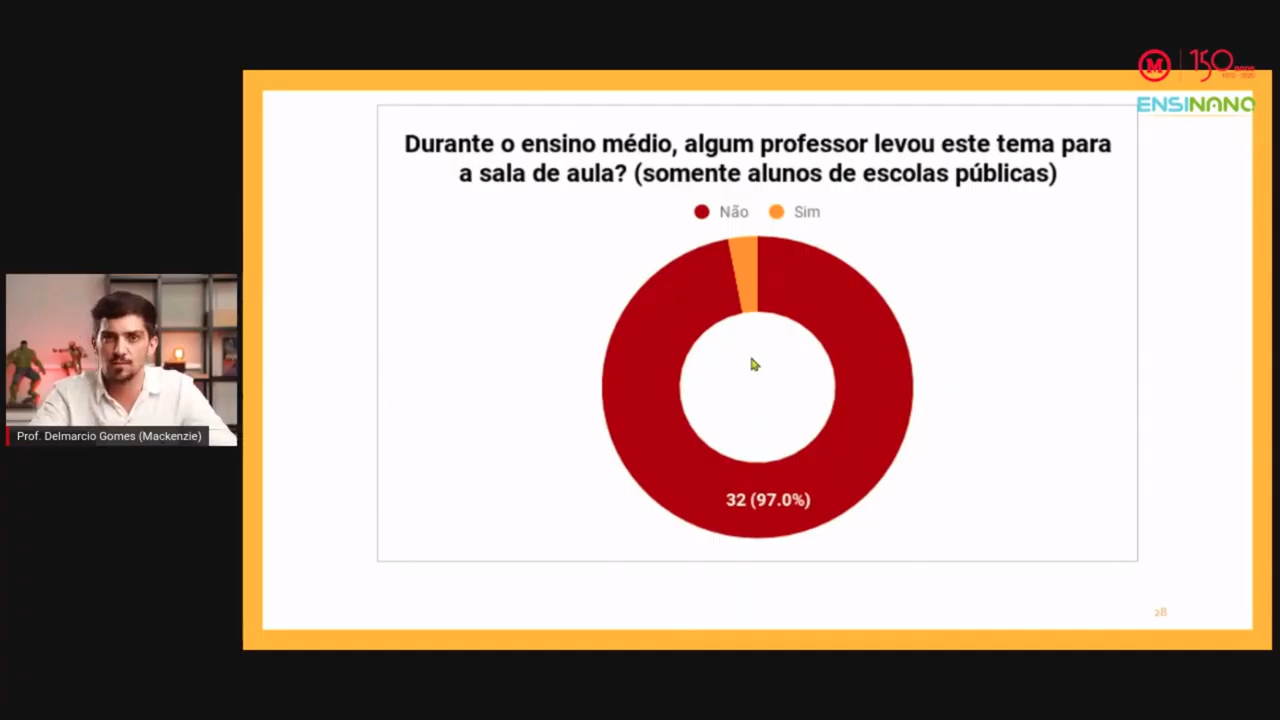 M
150
ENSINANO
Durante o ensino médio, algum professor levou este tema para
a sala de aula? (somente alunos de escolas públicas)
Não
Sim
32 (97.0%)
Prof. Delmarcio Gomes (Mackenzie)
28